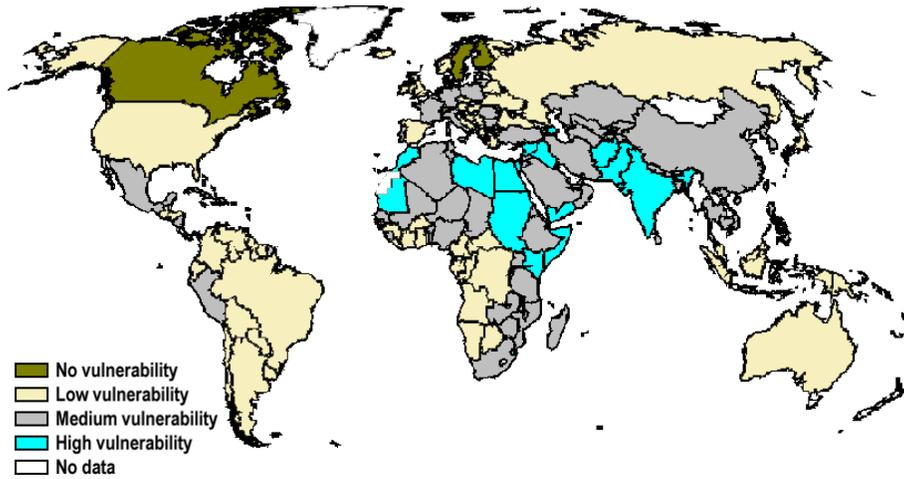 No vulnerability
Low vulnerability
Medium vulnerability
High vulnerability
No data